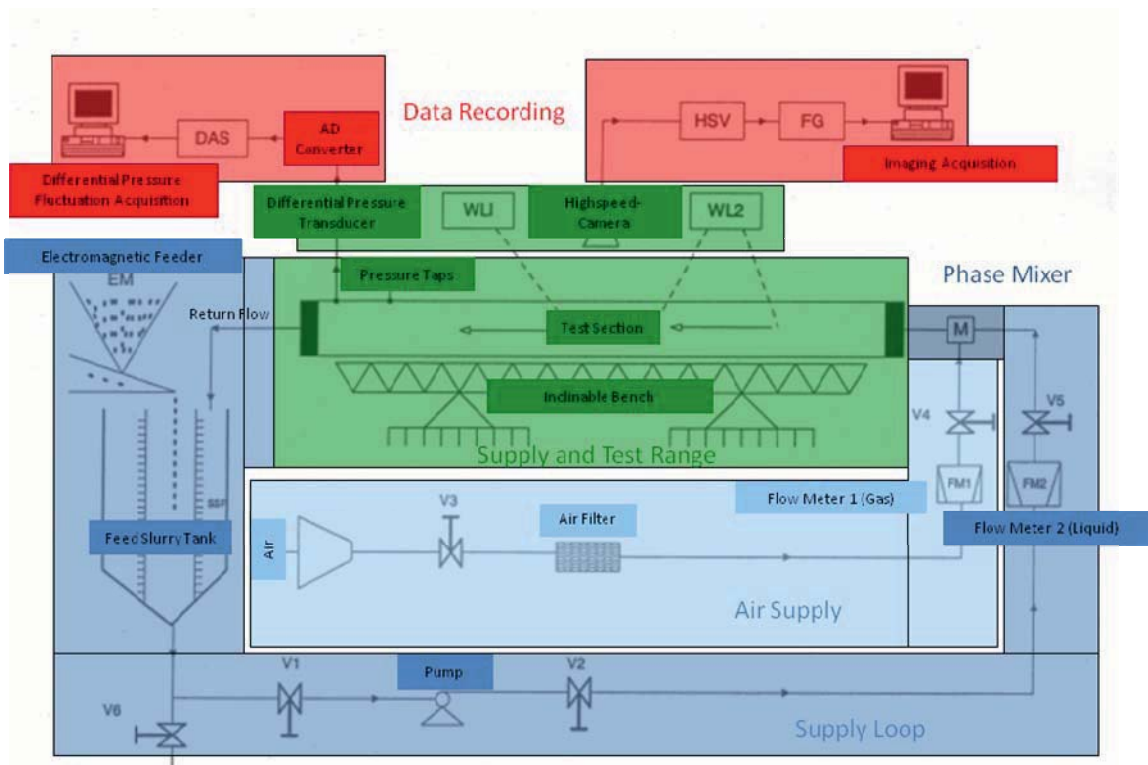 Data Recording
DAS
AD
Converter
HSV
FG
Imaging Acquisition
Differential Pressure
Fluctuation Acquisition
Differential Pressure
Transducer
WL1
Highspeed-
Camera
WL2
Electromagnetic Feeder
EM
Pressure Taps
Phase Mixer
Return Flow
Test Section
M
Inclinable Bench
V4
V5
Supply and Test Range
FM1
FM2
Flow Meter 1 (Gas)
Flow Meter 2 (Liquid)
V3
Air Filter
SSP
Feed Slurry Tank
Air
Air Supply
V1
Pump
V2
V6
Supply Loop